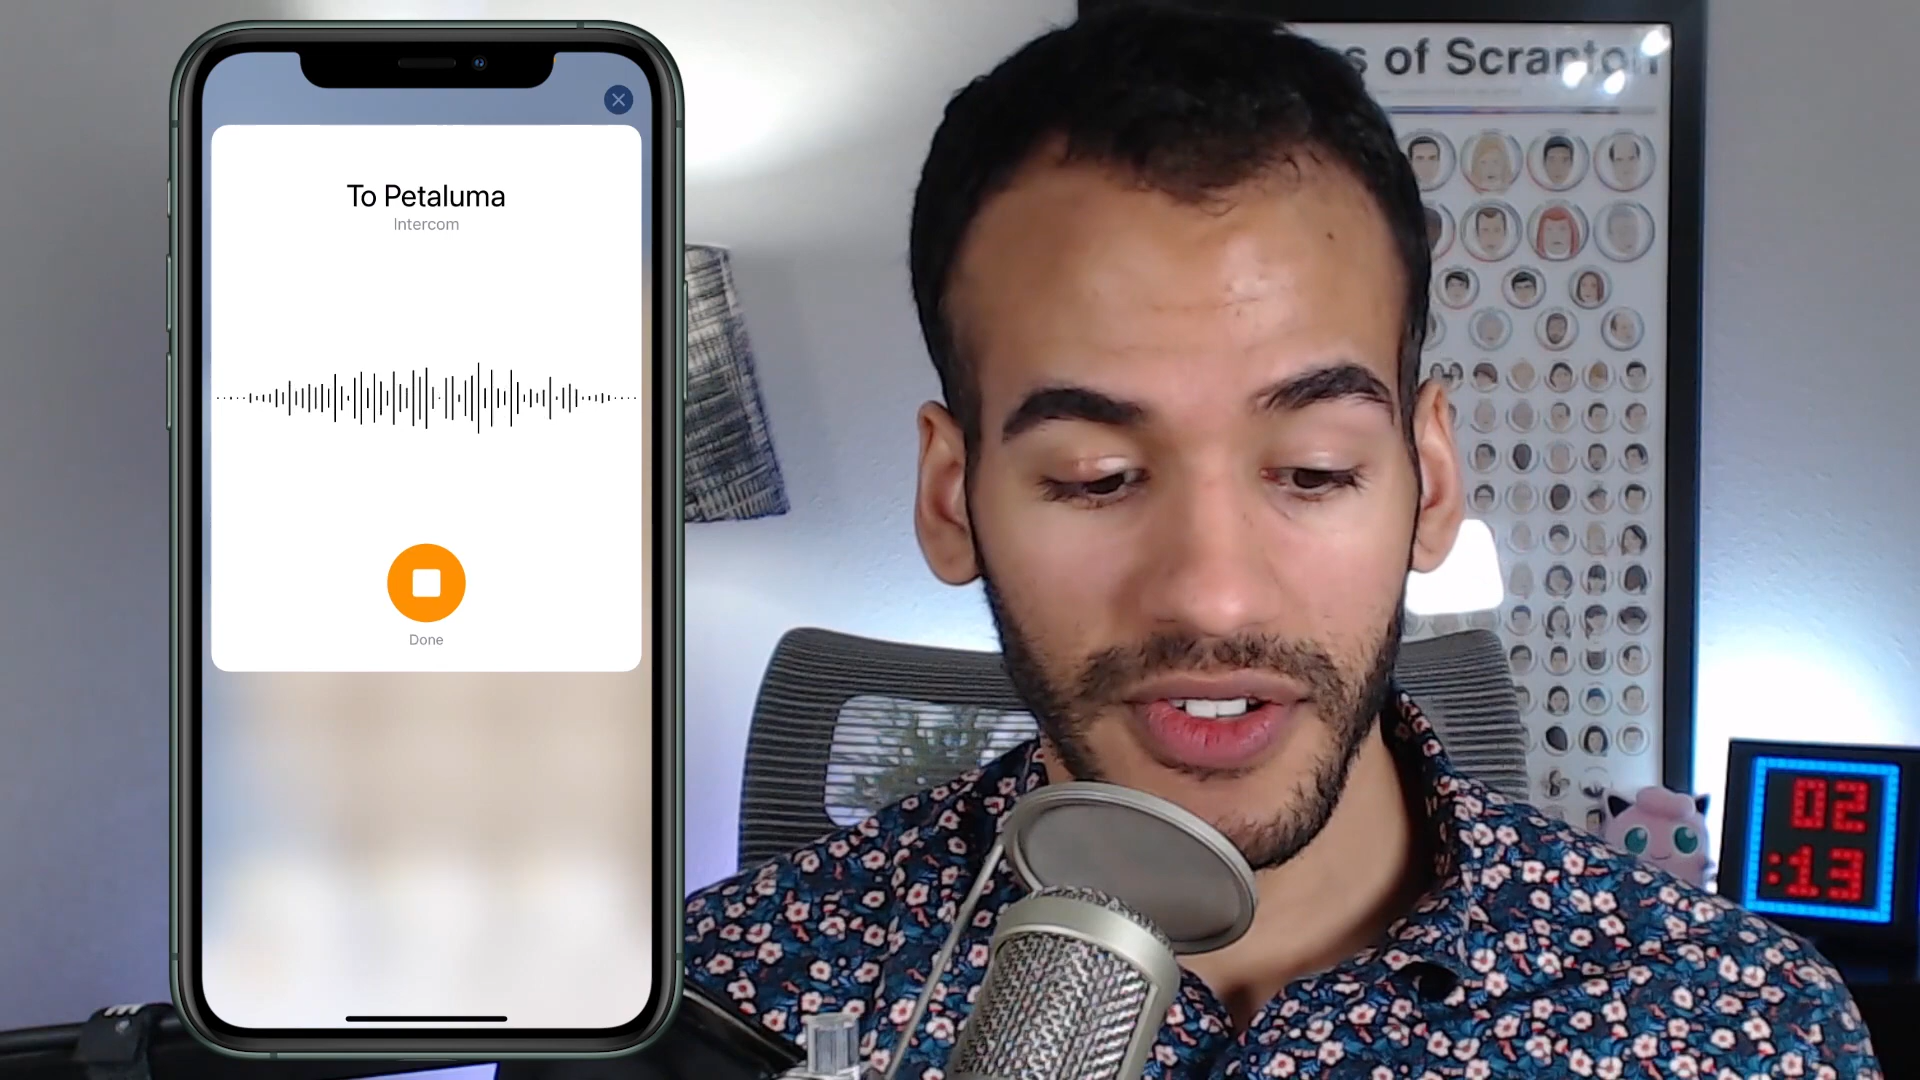 To Petaluma
Intercom
Done
s of Scranton
02
:13